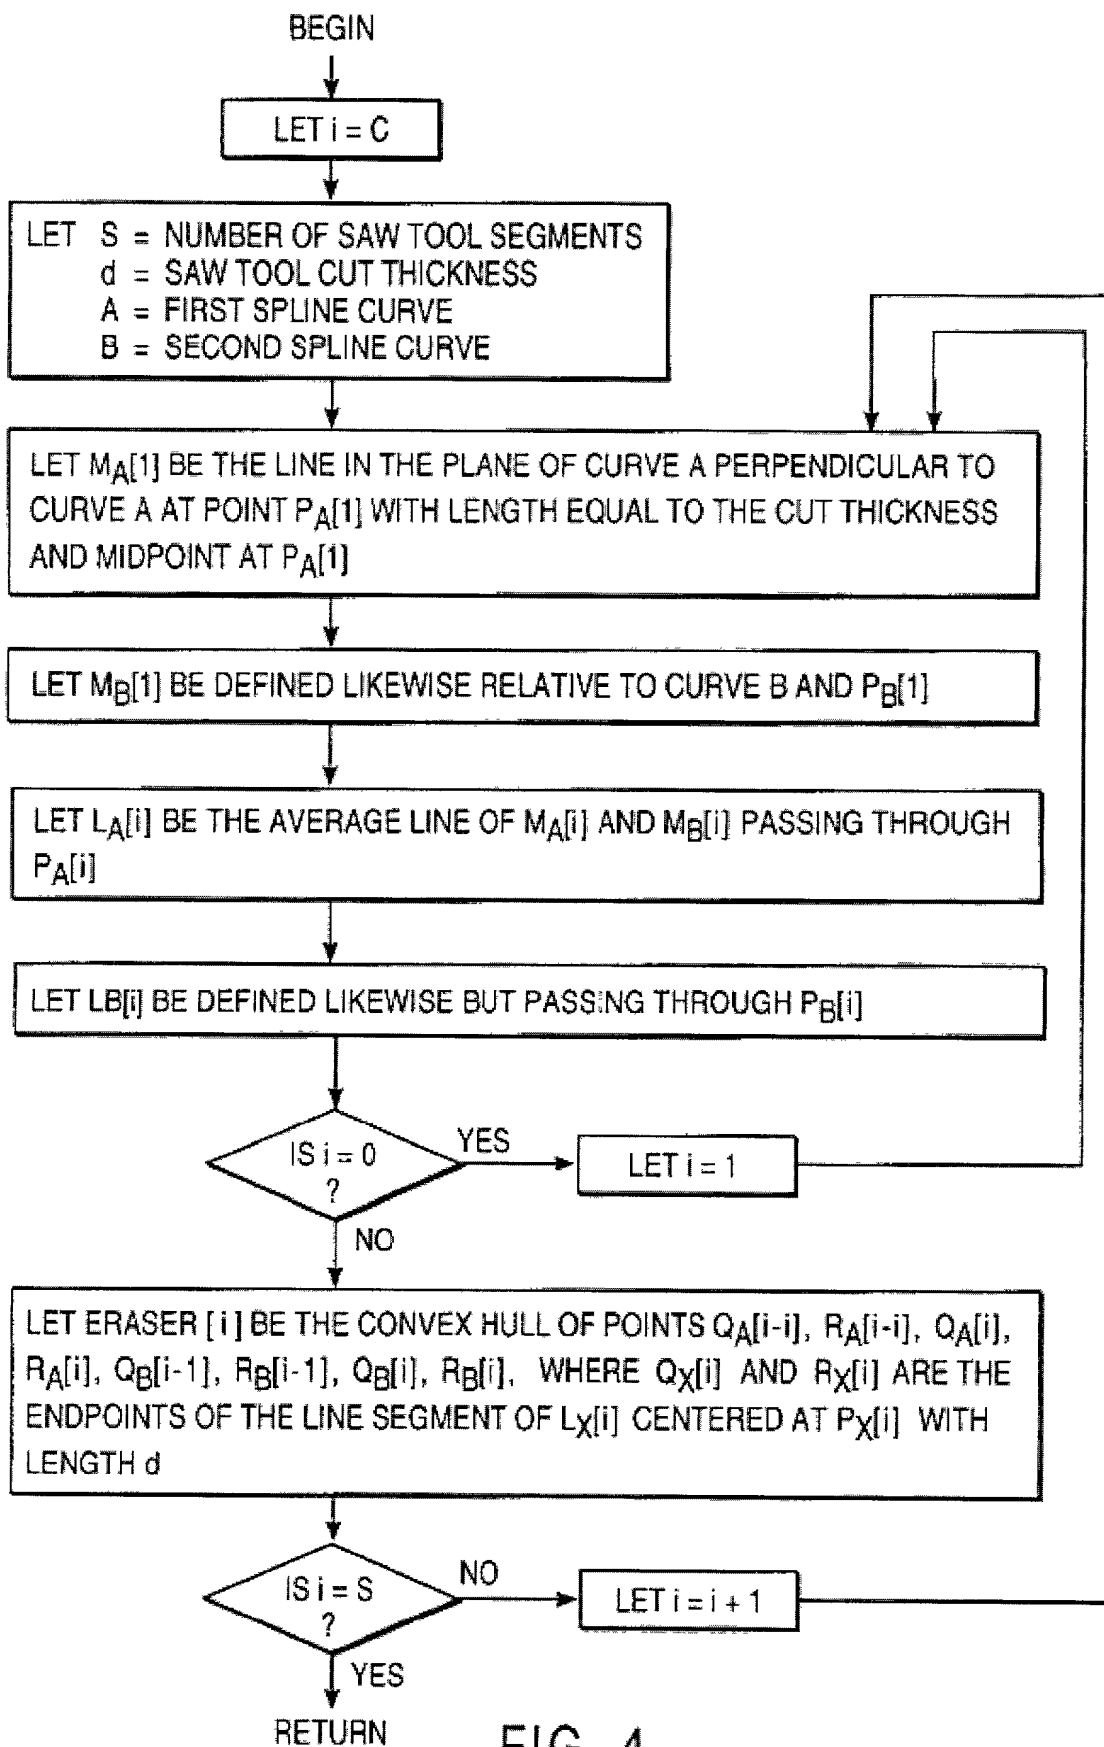 BEGIN
LET i = C
LET S = NUMBER OF SAW TOOL SEGMENTS
d = SAW TOOL CUT THICKNESS
A = FIRST SPLINE CURVE
B = SECOND SPLINE CURVE
LET MA[1] BE THE LINE IN THE PLANE OF CURVE A PERPENDICULAR TO
CURVE A AT POINT PA[1] WITH LENGTH EQUAL TO THE CUT THICKNESS
AND MIDPOINT AT PA[1]
LET MB[1] BE DEFINED LIKEWISE RELATIVE TO CURVE B AND PB[1]
LET LA[i] BE THE AVERAGE LINE OF MA[i] AND MB[i] PASSING THROUGH
PA[i]
LET LB[i] BE DEFINED LIKEWISE BUT PASSING THROUGH PB[i]
IS i = 0
?
YES
LET i = 1
NO
LET ERASER [i] BE THE CONVEX HULL OF POINTS QA[i-i], RA[i-i], QA[i],
RA[i], QB[i-1], RB[i-1], QB[i], RB[i], WHERE QX[i] AND RX[i] ARE THE
ENDPOINTS OF THE LINE SEGMENT OF LX[i] CENTERED AT PX[i] WITH
LENGTH d
IS i = S
?
NO
LET i = i + 1
YES
RETURN
FIG. 4